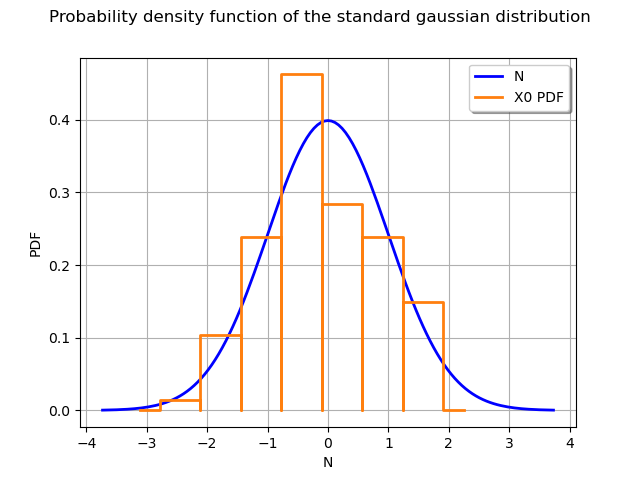 Probability density function of the standard gaussian distribution
N
X0 PDF
PDF
0.4
0.3
0.2
0.1
0.0
−4 −3 −2 −1 0 1 2 3 4
N